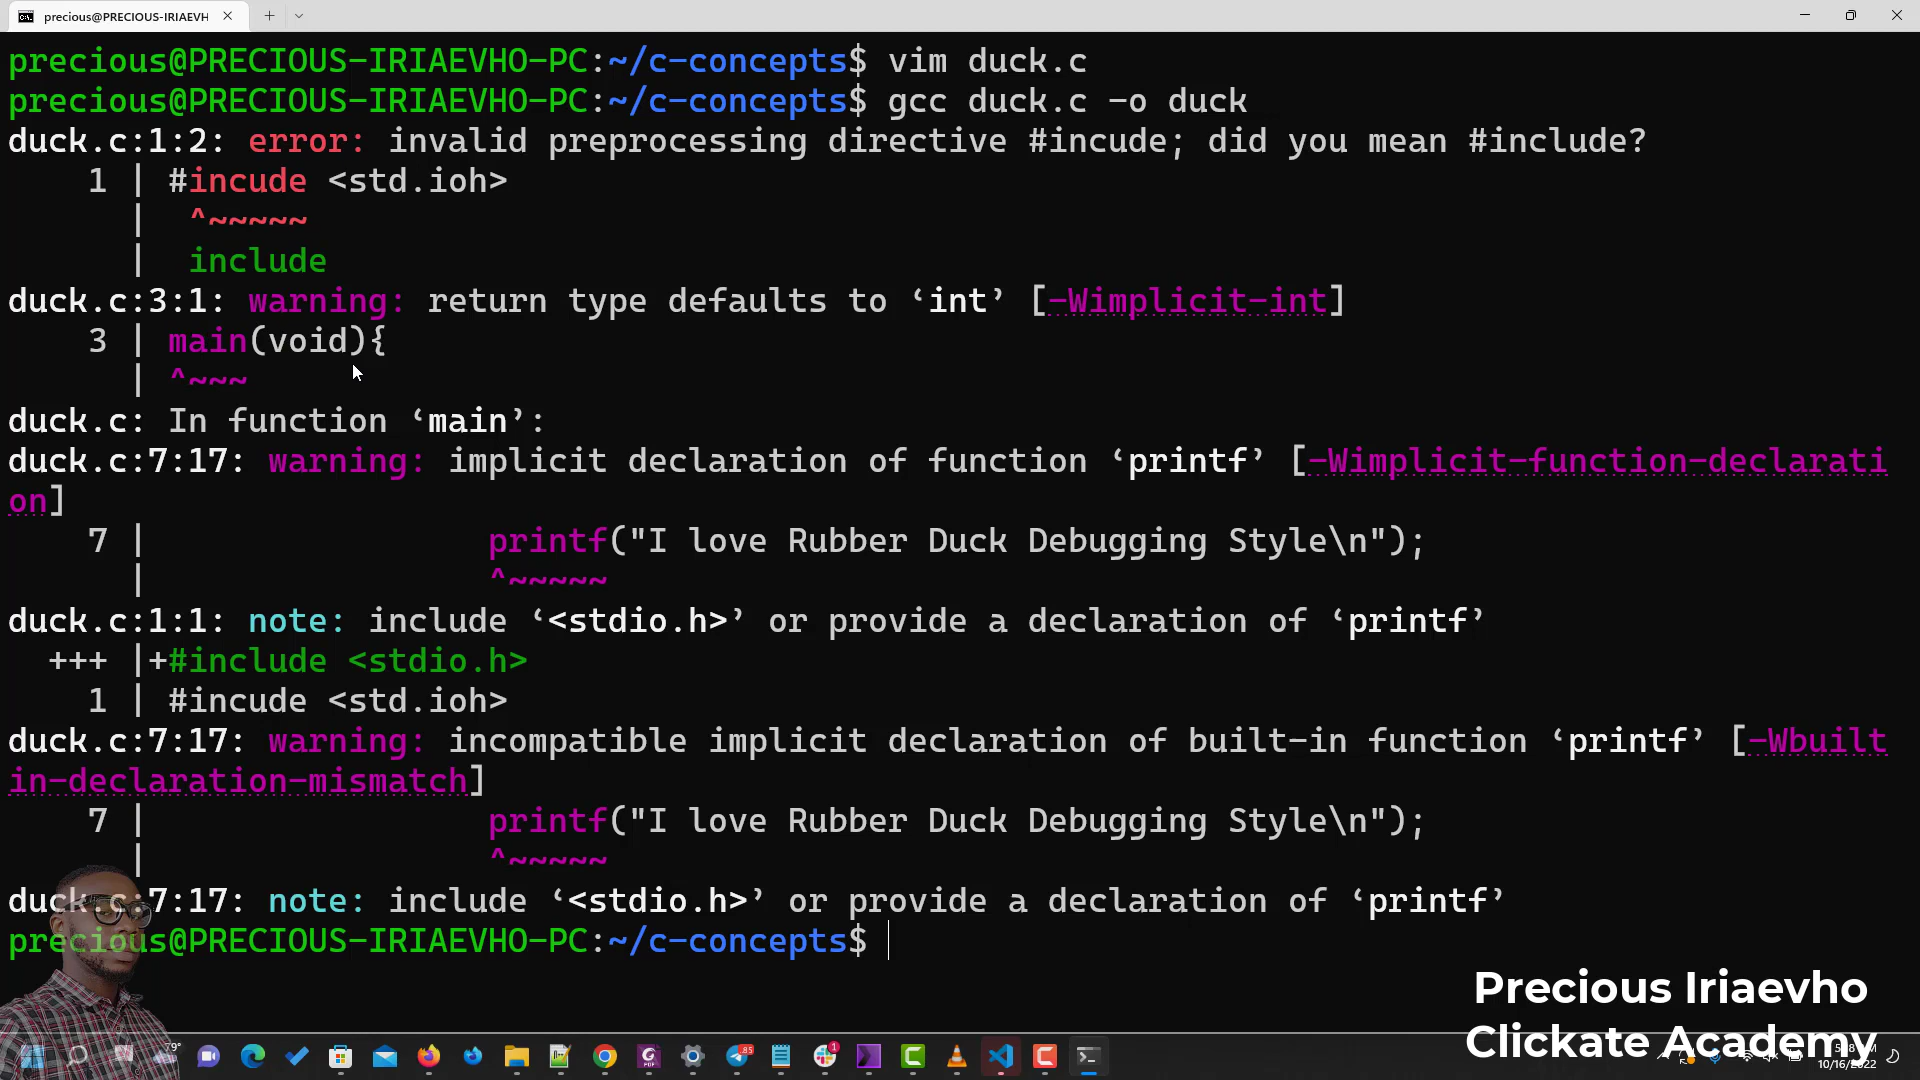 precious@PRECIOUS-IRIAEVH
precious@PRECIOUS-IRIAEVHO-PC:~/c-concepts$ vim duck.c
precious@PRECIOUS-IRIAEVHO-PC:~/c-concepts$ gcc duck.c -o duck
duck.c:1:2: error: invalid preprocessing directive #incude; did you mean #include?
    1 | #incude <std.ioh>
      |  ^~~~~~
      |  include
duck.c:3:1: warning: return type defaults to ‘int’ [-Wimplicit-int]
    3 | main(void){
      | ^~~~
duck.c: In function ‘main’:
duck.c:7:17: warning: implicit declaration of function ‘printf’ [-Wimplicit-function-declarati
on]
    7 |                 printf("I love Rubber Duck Debugging Style\n");
      |                 ^~~~~~
duck.c:1:1: note: include ‘<stdio.h>’ or provide a declaration of ‘printf’
  +++ |+#include <stdio.h>
    1 | #incude <std.ioh>
duck.c:7:17: warning: incompatible implicit declaration of built-in function ‘printf’ [-Wbuilt
in-declaration-mismatch]
    7 |                 printf("I love Rubber Duck Debugging Style\n");
      |                 ^~~~~~
duck.c:7:17: note: include ‘<stdio.h>’ or provide a declaration of ‘printf’
precious@PRECIOUS-IRIAEVHO-PC:~/c-concepts$
Precious Iriaevho
Clickate Academy
79°
10/16/2022